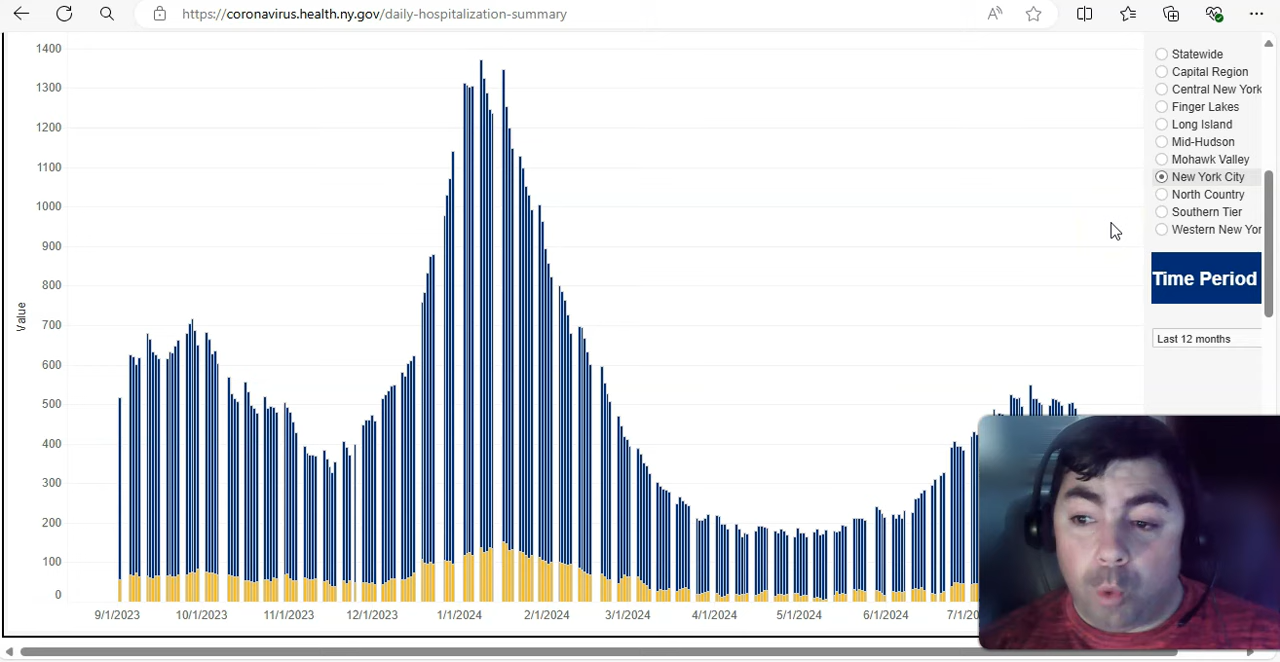 https://coronavirus.health.ny.gov/daily-hospitalization-summary
1400
1300
1200
1100
1000
900
800
700
600
500
400
300
200
100
0
Value
9/1/2023 10/1/2023 11/1/2023 12/1/2023 1/1/2024 2/1/2024 3/1/2024 4/1/2024 5/1/2024 6/1/2024 7/1/20
Statewide
Capital Region
Central New York
Finger Lakes
Long Island
Mid-Hudson
Mohawk Valley
New York City
North Country
Southern Tier
Western New Yor
Time Period
Last 12 months